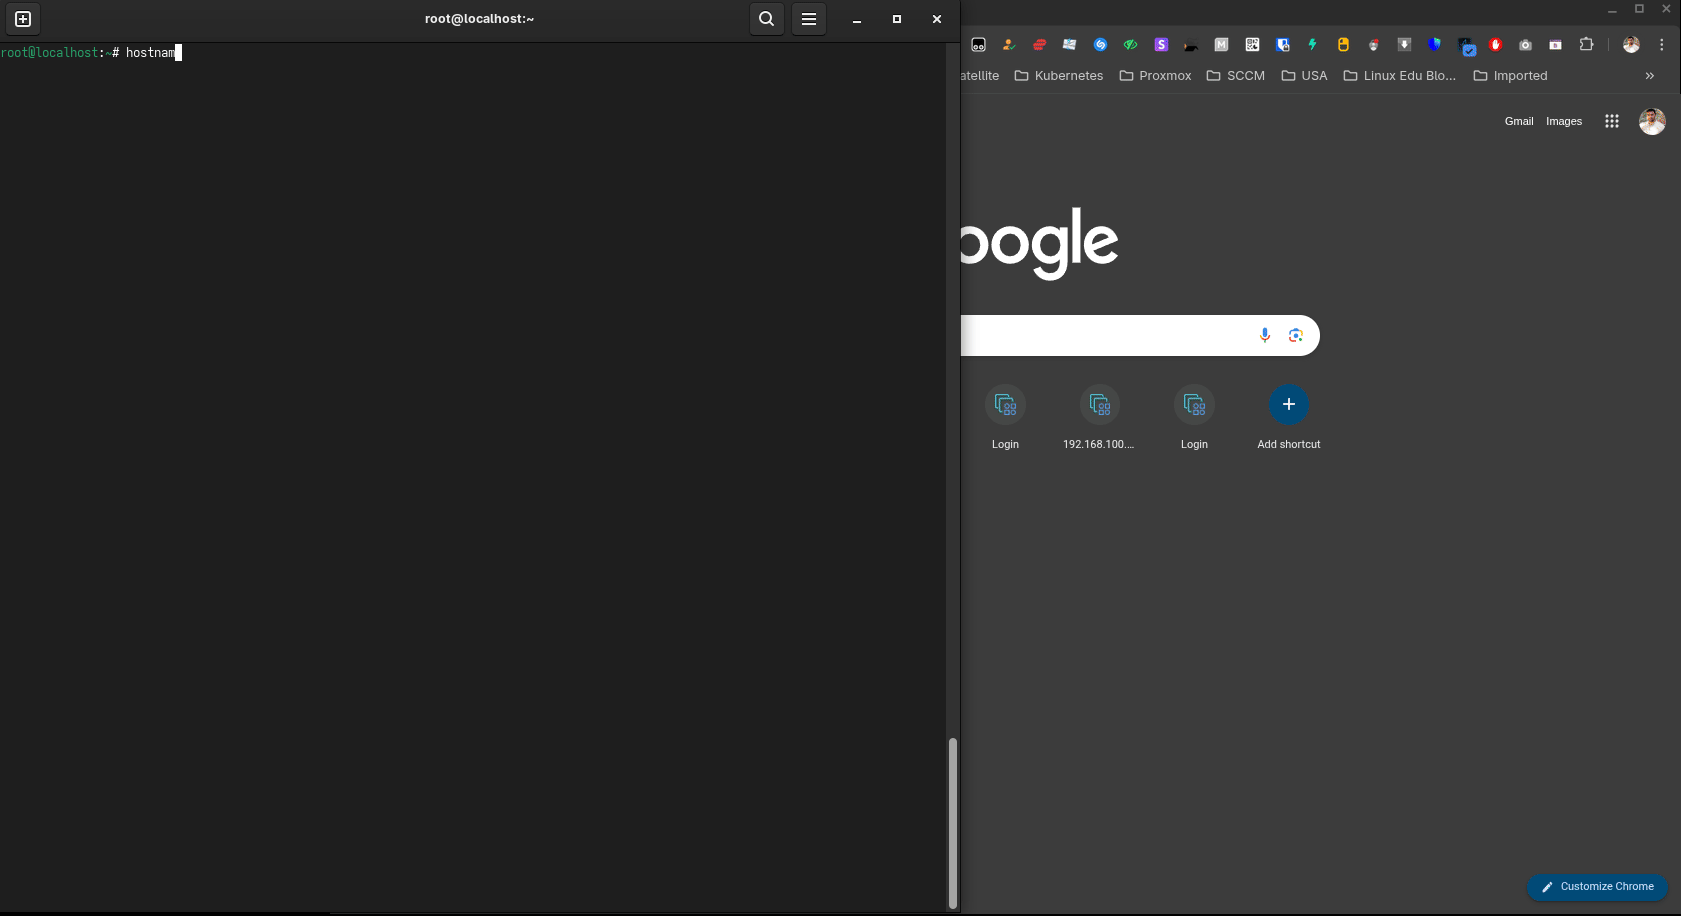 root@localhost:~
root@localhost:~# hostnam
atellite
Kubernetes
Proxmox
SCCM
USA
Linux Edu Blo...
Imported
»
Gmail
Images
oogle
Login
192.168.100....
Login
Add shortcut
Customize Chrome